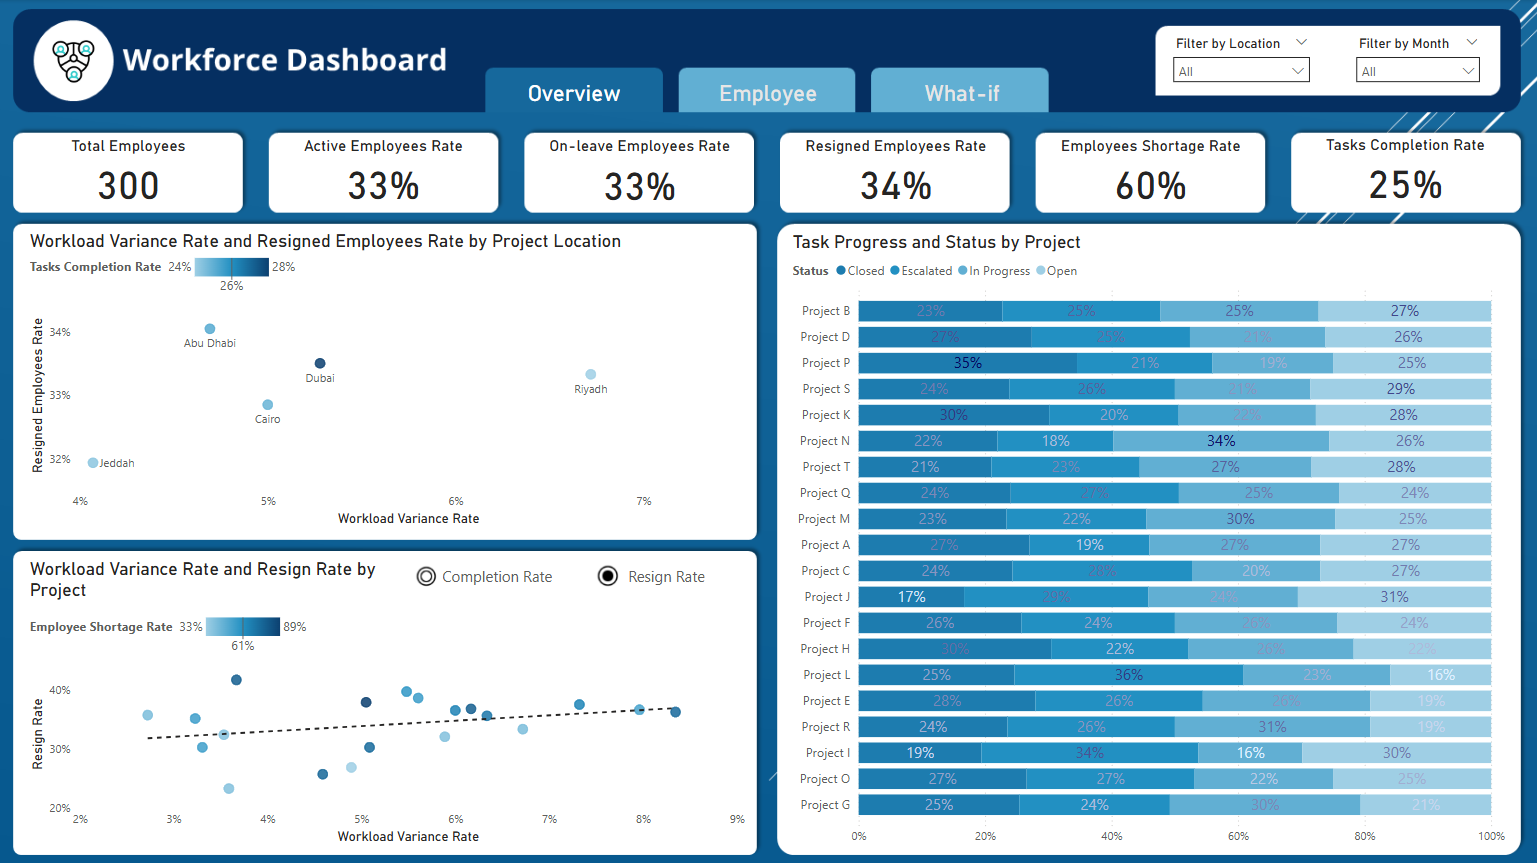 Workforce Dashboard
Overview
Employee
What-if
Filter by Location
All
Filter by Month
All
Total Employees
300
Active Employees Rate
33%
On-leave Employees Rate
33%
Resigned Employees Rate
34%
Employees Shortage Rate
60%
Tasks Completion Rate
25%
Workload Variance Rate and Resigned Employees Rate by Project Location
Tasks Completion Rate 24% 28%
26%
Resigned Employees Rate
34%
33%
32%
Abu Dhabi
Dubai
Riyadh
Cairo
Jeddah
4% 5% 6% 7%
Workload Variance Rate
Workload Variance Rate and Resign Rate by
Project
Completion Rate
Resign Rate
Employee Shortage Rate 33% 89%
61%
Resign Rate
40%
30%
20%
2% 3% 4% 5% 6% 7% 8% 9%
Workload Variance Rate
Task Progress and Status by Project
Status Closed Escalated In Progress Open
Project B 23% 25% 25% 27%
Project D 27% 25% 21% 26%
Project P 35% 21% 19% 25%
Project S 24% 26% 21% 29%
Project K 30% 20% 22% 28%
Project N 22% 18% 34% 26%
Project T 21% 23% 27% 28%
Project Q 24% 27% 25% 24%
Project M 23% 22% 30% 25%
Project A 27% 19% 27% 27%
Project C 24% 28% 20% 27%
Project J 17% 29% 24% 31%
Project F 26% 24% 26% 24%
Project H 30% 22% 26% 22%
Project L 25% 36% 23% 16%
Project E 28% 26% 26% 19%
Project R 24% 26% 31% 19%
Project I 19% 34% 16% 30%
Project O 27% 27% 22% 25%
Project G 25% 24% 30% 21%
0% 20% 40% 60% 80% 100%